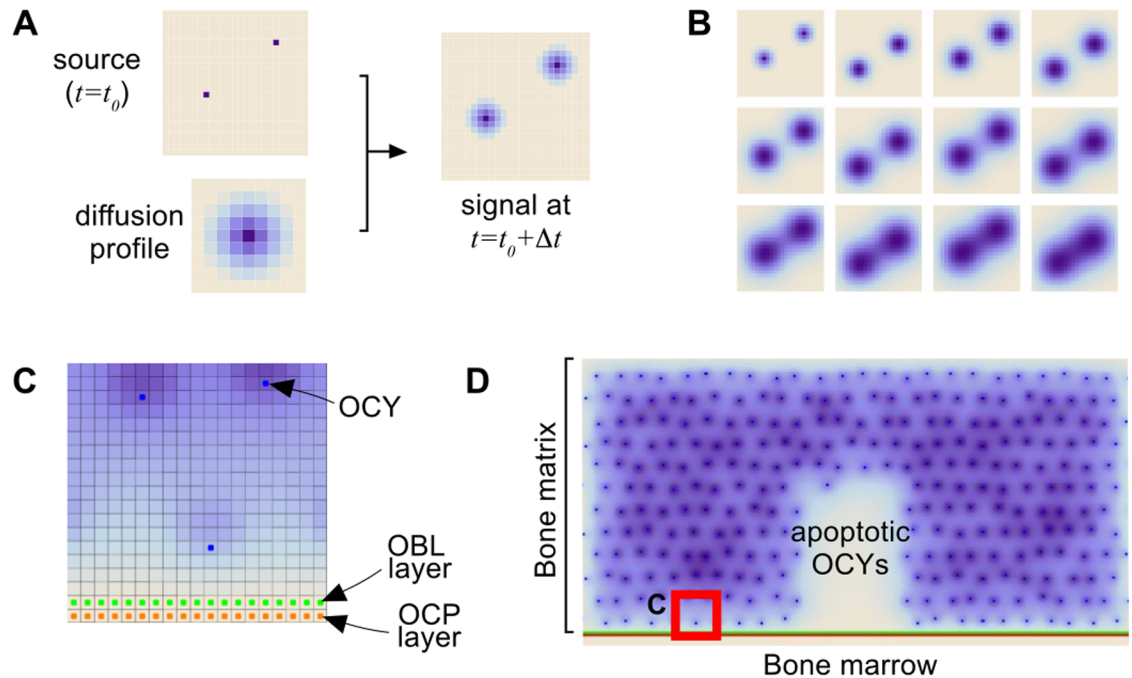 A
source
(t=t0)
diffusion
profile
signal at
t=t0+Δt
B
C
OCY
OBL
layer
OCP
layer
D
Bone matrix
apoptotic
OCYs
C
Bone marrow